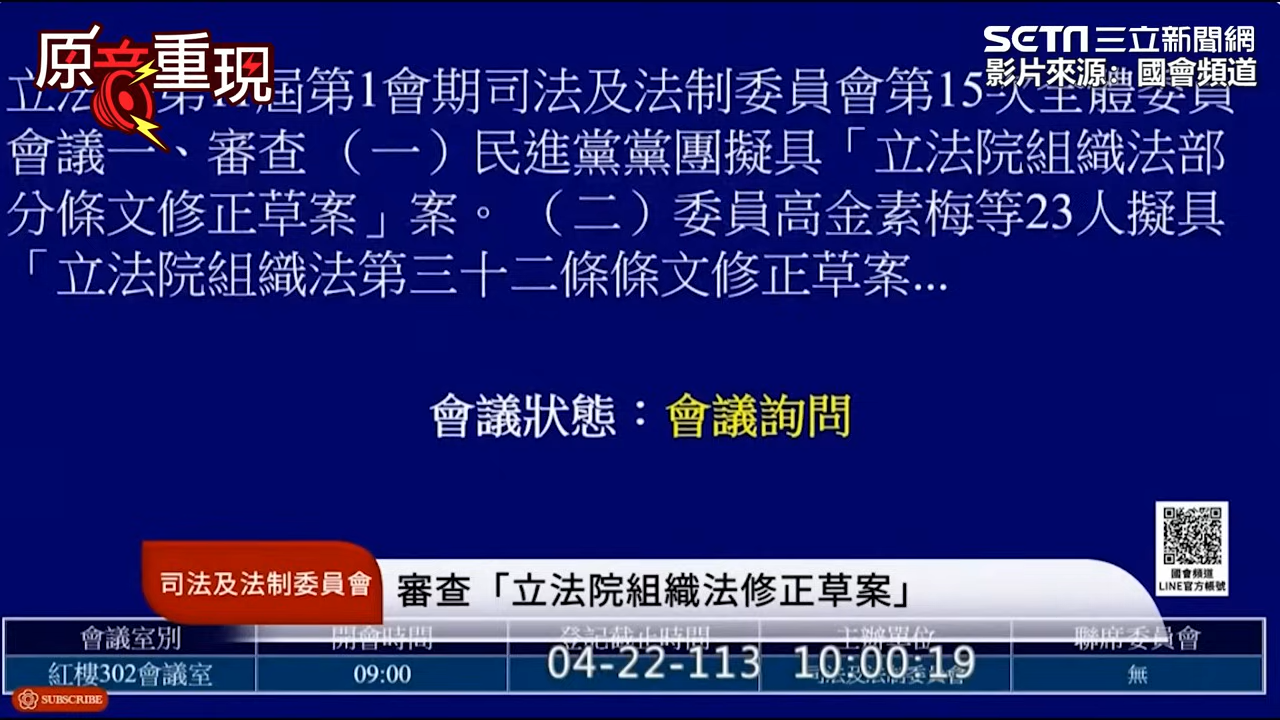 原音重現
SETN三立新聞網
影片來源：國會頻道
立法 第1 屆第1會期司法及法制委員會第15次全體委員
會議一、審查（一）民進黨黨團擬具「立法院組織法部
分條文修正草案」案。（二）委員高金素梅等23人擬具
「立法院組織法第三十二條條文修正草案...
會議狀態：會議詢問
國會頻道
LINE官方帳號
司法及法制委員會
審查「立法院組織法修正草案」
會議室別 開會時間 登記截止時間 主辦單位 聯席委員會
紅樓302會議室 09:00 司法及法制委員會 無
04-22-113 10:00:19
SUBSCRIBE